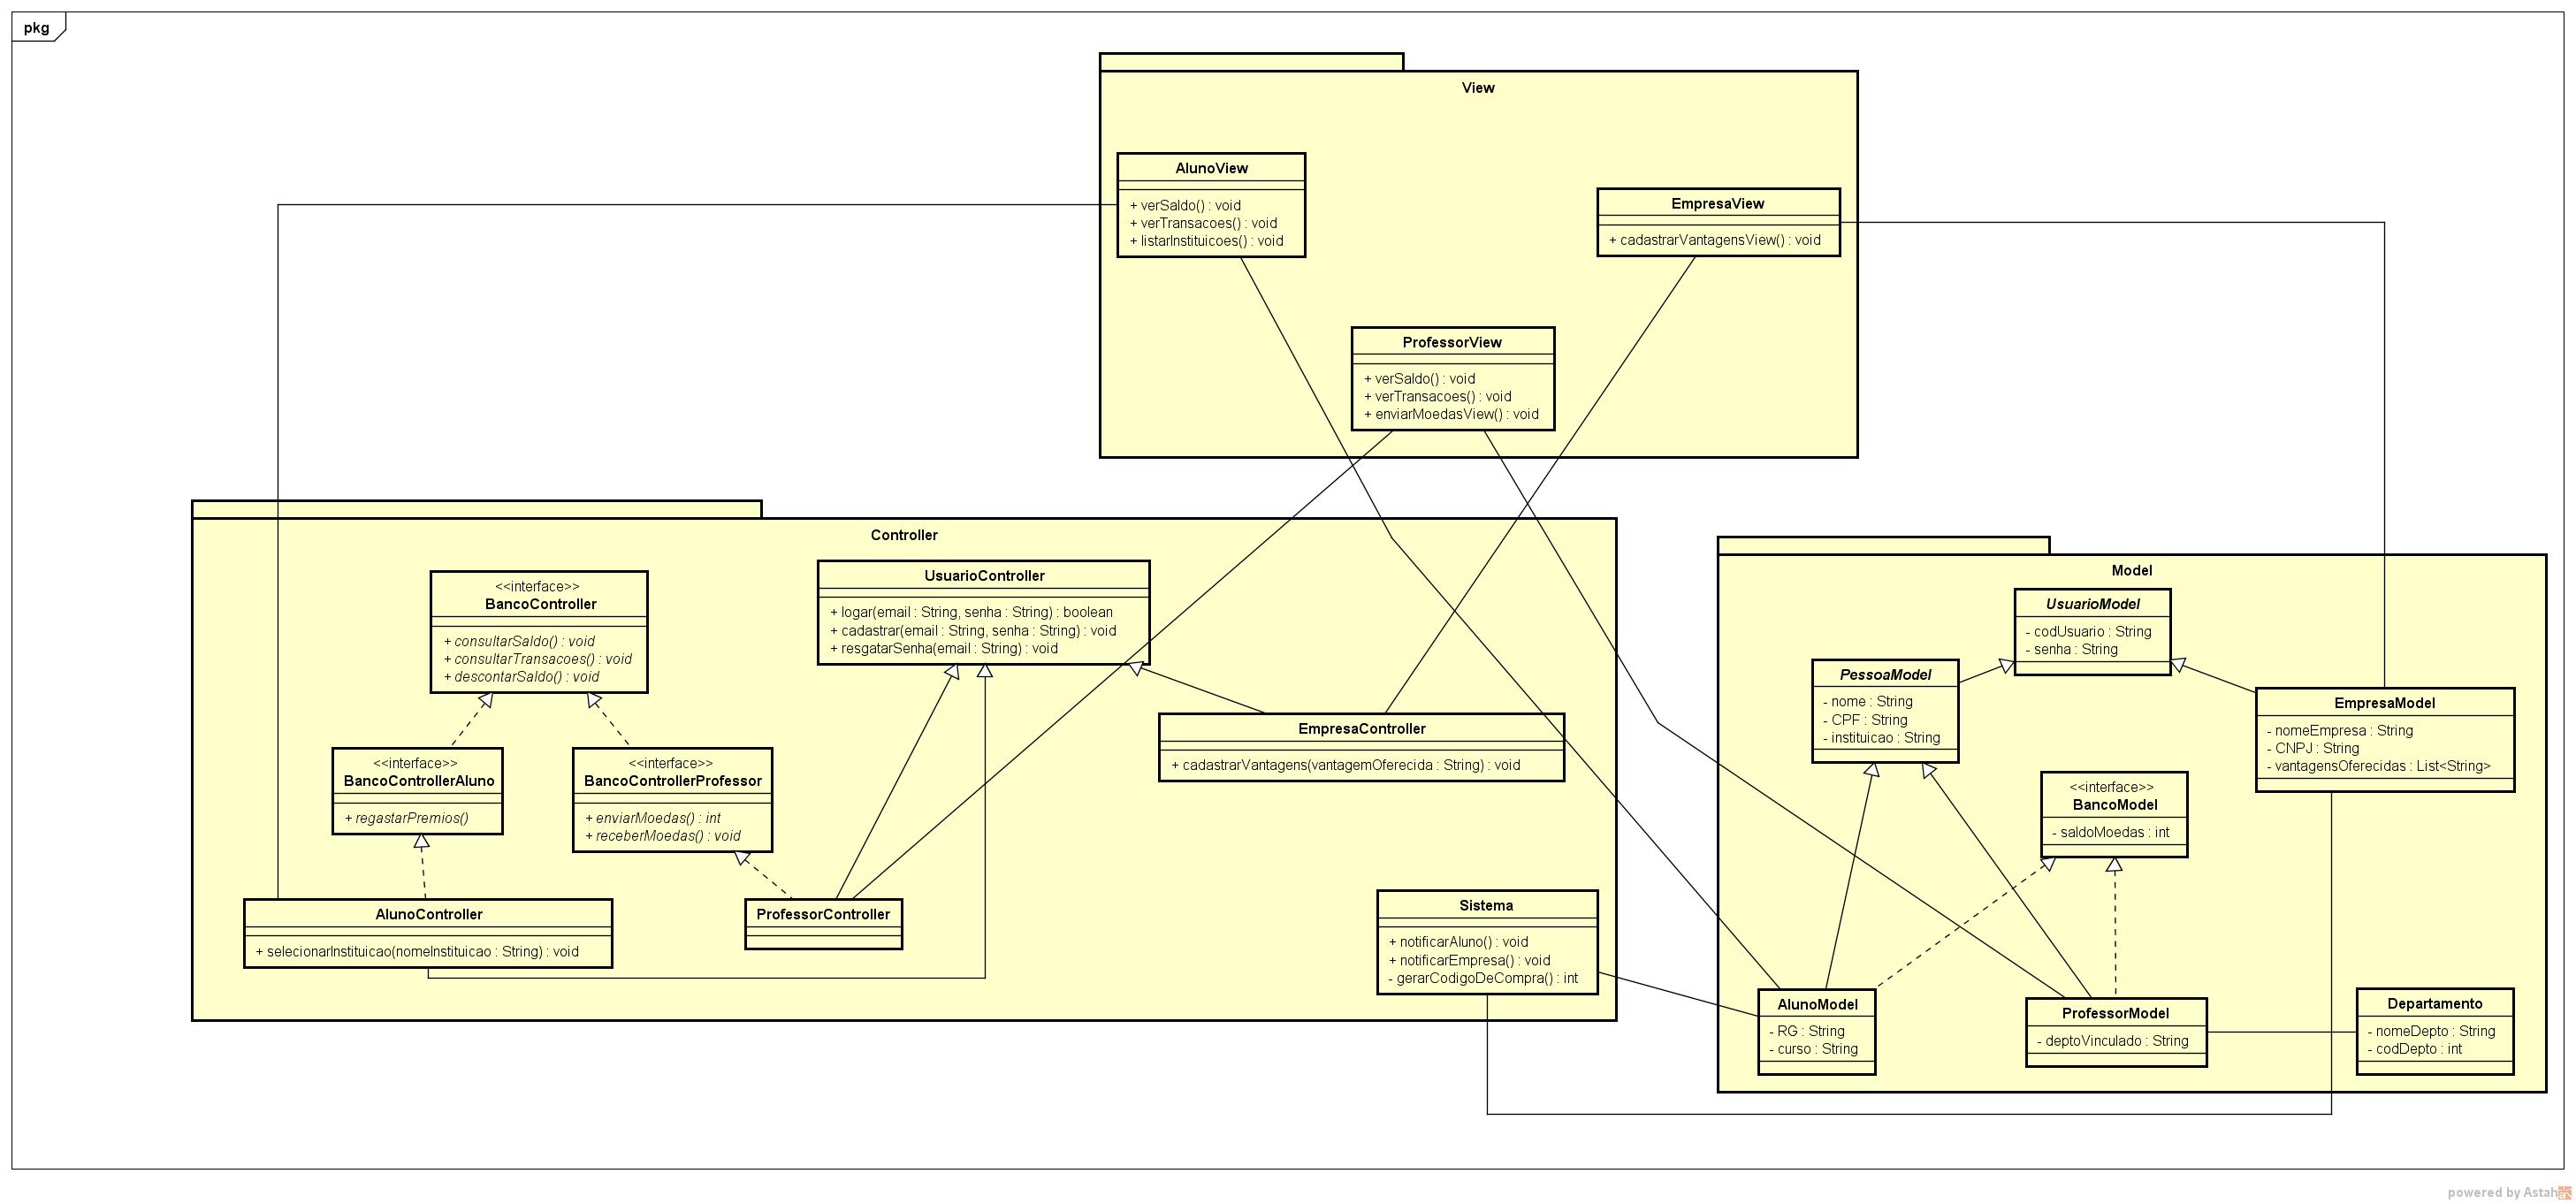 pkg
View
AlunoView
+ verSaldo() : void
+ verTransacoes() : void
+ listarInstituicoes() : void
EmpresaView
+ cadastrarVantagensView() : void
ProfessorView
+ verSaldo() : void
+ verTransacoes() : void
+ enviarMoedasView() : void
Controller
<<interface>>
BancoController
+ consultarSaldo() : void
+ consultarTransacoes() : void
+ descontarSaldo() : void
UsuarioController
+ logar(email : String, senha : String) : boolean
+ cadastrar(email : String, senha : String) : void
+ resgatarSenha(email : String) : void
<<interface>>
BancoControllerAluno
+ regastarPremios()
<<interface>>
BancoControllerProfessor
+ enviarMoedas() : int
+ receberMoedas() : void
EmpresaController
+ cadastrarVantagens(vantagemOferecida : String) : void
AlunoController
+ selecionarInstituicao(nomeInstituicao : String) : void
ProfessorController
Sistema
+ notificarAluno() : void
+ notificarEmpresa() : void
- gerarCodigoDeCompra() : int
Model
UsuarioModel
- codUsuario : String
- senha : String
PessoaModel
- nome : String
- CPF : String
- instituicao : String
EmpresaModel
- nomeEmpresa : String
- CNPJ : String
- vantagensOferecidas : List<String>
<<interface>>
BancoModel
- saldoMoedas : int
AlunoModel
- RG : String
- curso : String
ProfessorModel
- deptoVinculado : String
Departamento
- nomeDepto : String
- codDepto : int
powered by Astah